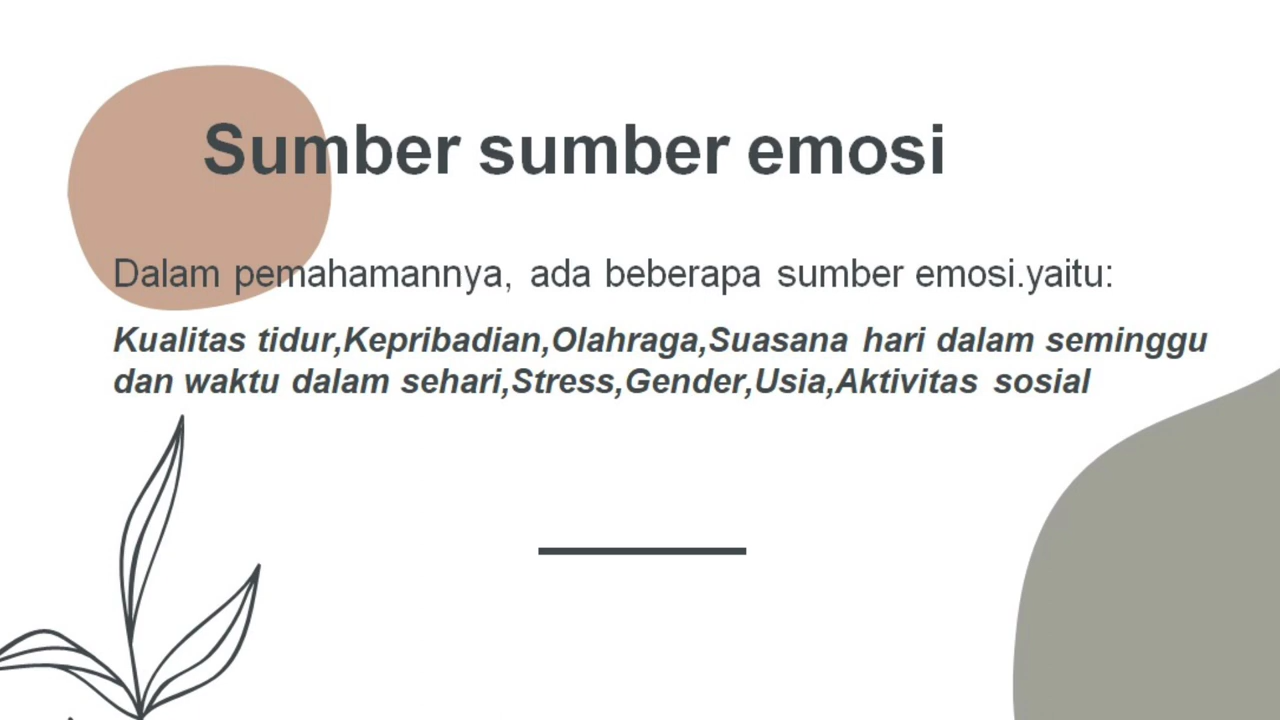 Sumber sumber emosi
Dalam pemahamannya, ada beberapa sumber emosi.yaitu:
Kualitas tidur,Kepribadian,Olahraga,Suasana hari dalam seminggu
dan waktu dalam sehari,Stress,Gender,Usia,Aktivitas sosial